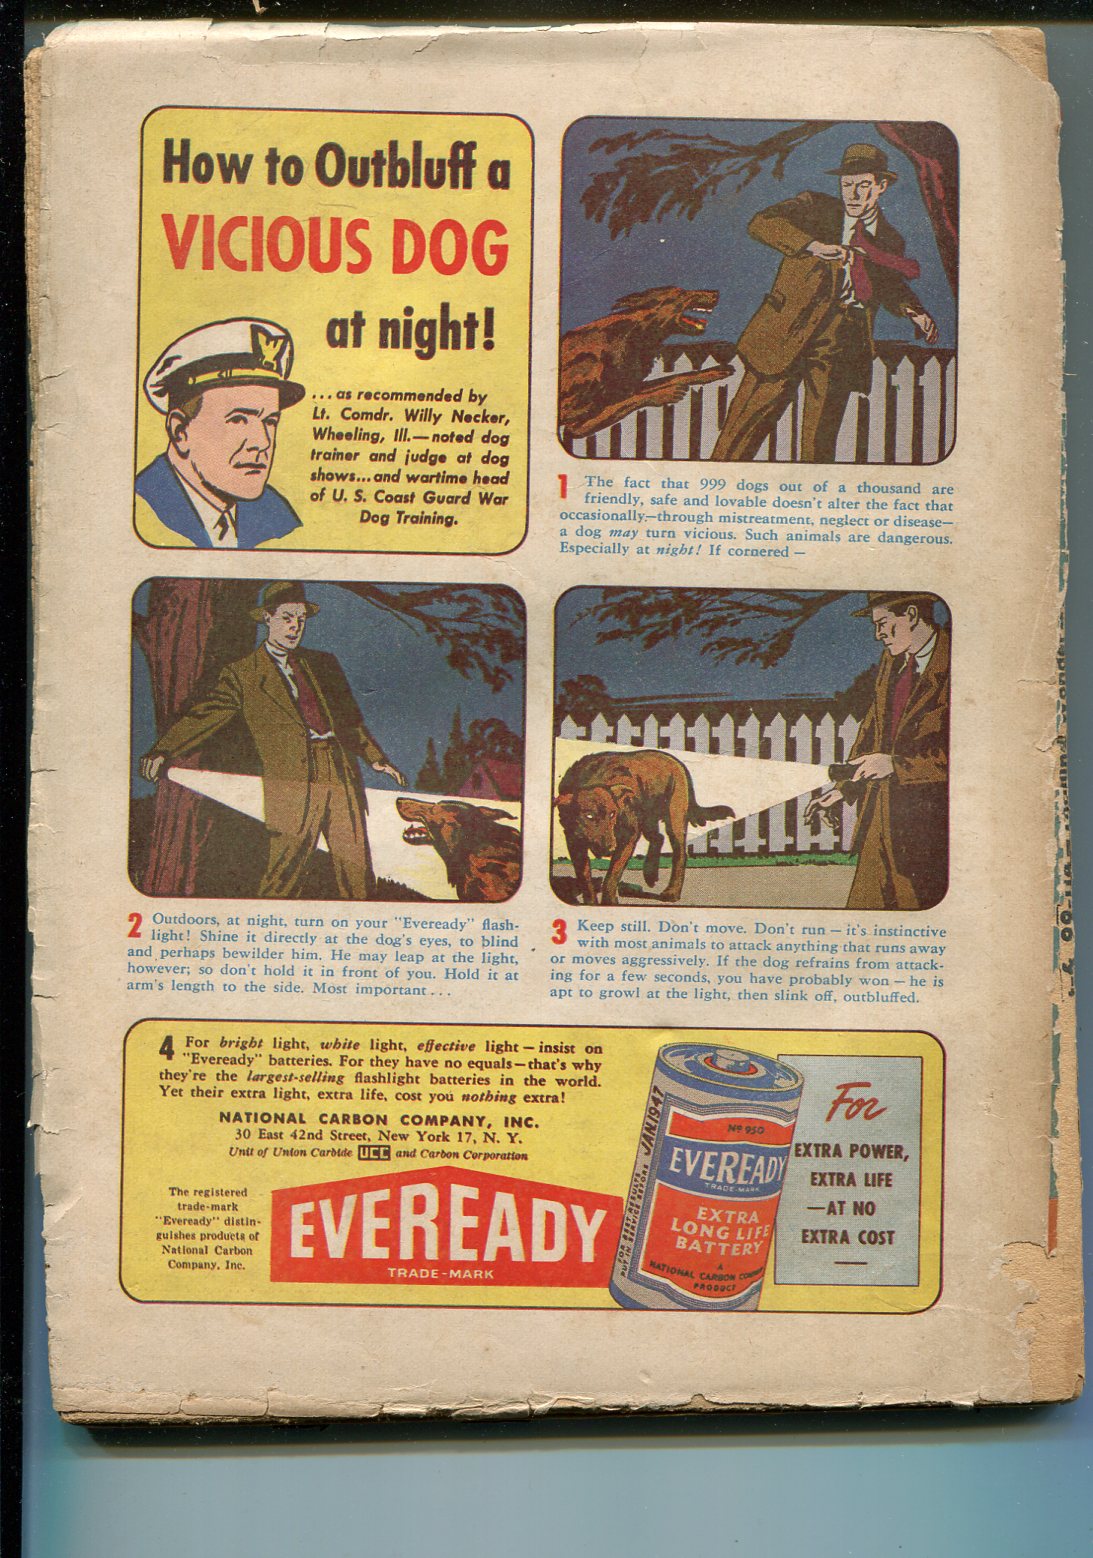 How to Outbluff a
VICIOUS DOG
at night!
... as recommended by
Lt. Comdr. Willy Necker,
Wheeling, Ill.—noted dog
trainer and judge at dog
shows...and wartime head
of U. S. Coast Guard War
Dog Training.
1 The fact that 999 dogs out of a thousand are
friendly, safe and lovable doesn't alter the fact that
occasionally—through mistreatment, neglect or disease—
a dog may turn vicious. Such animals are dangerous.
Especially at night! If cornered —
2 Outdoors, at night, turn on your "Eveready" flash-
light! Shine it directly at the dog's eyes, to blind
and perhaps bewilder him. He may leap at the light,
however; so don't hold it in front of you. Hold it at
arm's length to the side. Most important...
3 Keep still. Don't move. Don't run — it's instinctive
with most animals to attack anything that runs away
or moves aggressively. If the dog refrains from attack-
ing for a few seconds, you have probably won — he is
apt to growl at the light, then slink off, outbluffed.
4 For bright light, white light, effective light — insist on
"Eveready" batteries. For they have no equals—that's why
they're the largest-selling flashlight batteries in the world.
Yet their extra light, extra life, cost you nothing extra!
NATIONAL CARBON COMPANY, INC.
30 East 42nd Street, New York 17, N. Y.
Unit of Union Carbide UCC and Carbon Corporation
The registered
trade-mark
"Eveready" distin-
guishes products of
National Carbon
Company, Inc.
EVEREADY
TRADE-MARK
FOR BEST RESULTS
PUT IN SERVICE BEFORE JAN. 1947
No 950
EVEREADY
TRADE-MARK
EXTRA
LONG LIFE
BATTERY
A
NATIONAL CARBON COMPANY
PRODUCT
For
EXTRA POWER,
EXTRA LIFE
—AT NO
EXTRA COST